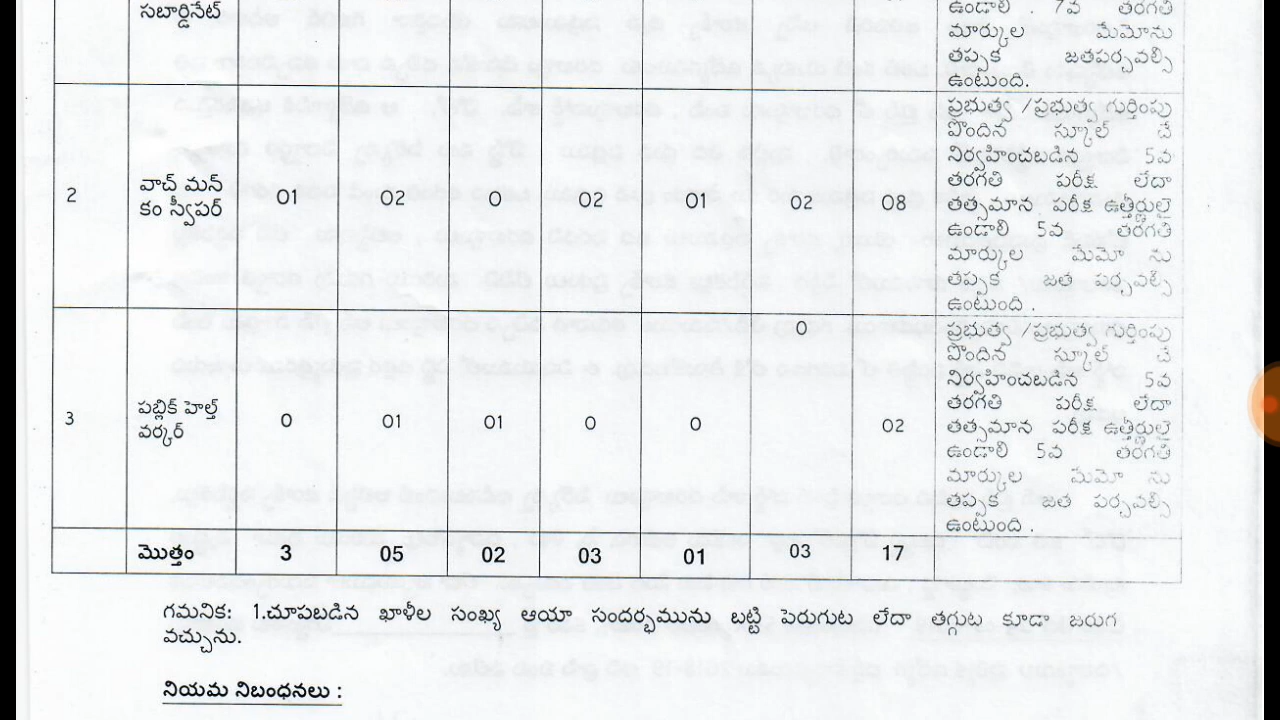 సబార్డినేట్
ఉండాలి . 7వ తరగతి
మార్కుల మేమోను
తప్పక జతపర్చవల్సి
ఉంటుంది.
2 వాచ్ మన్ కం స్వీపర్ 01 02 0 02 01 02 08
ప్రభుత్వ /ప్రభుత్వ గుర్తింపు
పొందిన స్కూల్ చే
నిర్వహించబడిన 5వ
తరగతి పరీక్ష లేదా
తత్సమాన పరీక్ష ఉత్తీర్ణులై
ఉండాలి 5వ తరగతి
మార్కుల మేమో ను
తప్పక జత పర్చవల్సి
ఉంటుంది .
3 పబ్లిక్ హెల్త్ వర్కర్ 0 01 01 0 0 0 02
ప్రభుత్వ ప్రభుత్వ గుర్తింపు
పొందిన స్కూల్ చే
నిర్వహించబడిన 5వ
తరగతి పరీక్ష లేదా
తత్సమాన పరీక్ష ఉత్తీర్ణులై
ఉండాలి 5వ తరగతి
మార్కుల మేమో ను
తప్పక జత పర్చవల్సి
ఉంటుంది .
మొత్తం 3 05 02 03 01 03 17
గమనిక: 1.చూపబడిన ఖాళీల సంఖ్య ఆయా సందర్భమును బట్టి పెరుగుట లేదా తగ్గుట కూడా జరుగ
వచ్చును.
నియమ నిబంధనలు :